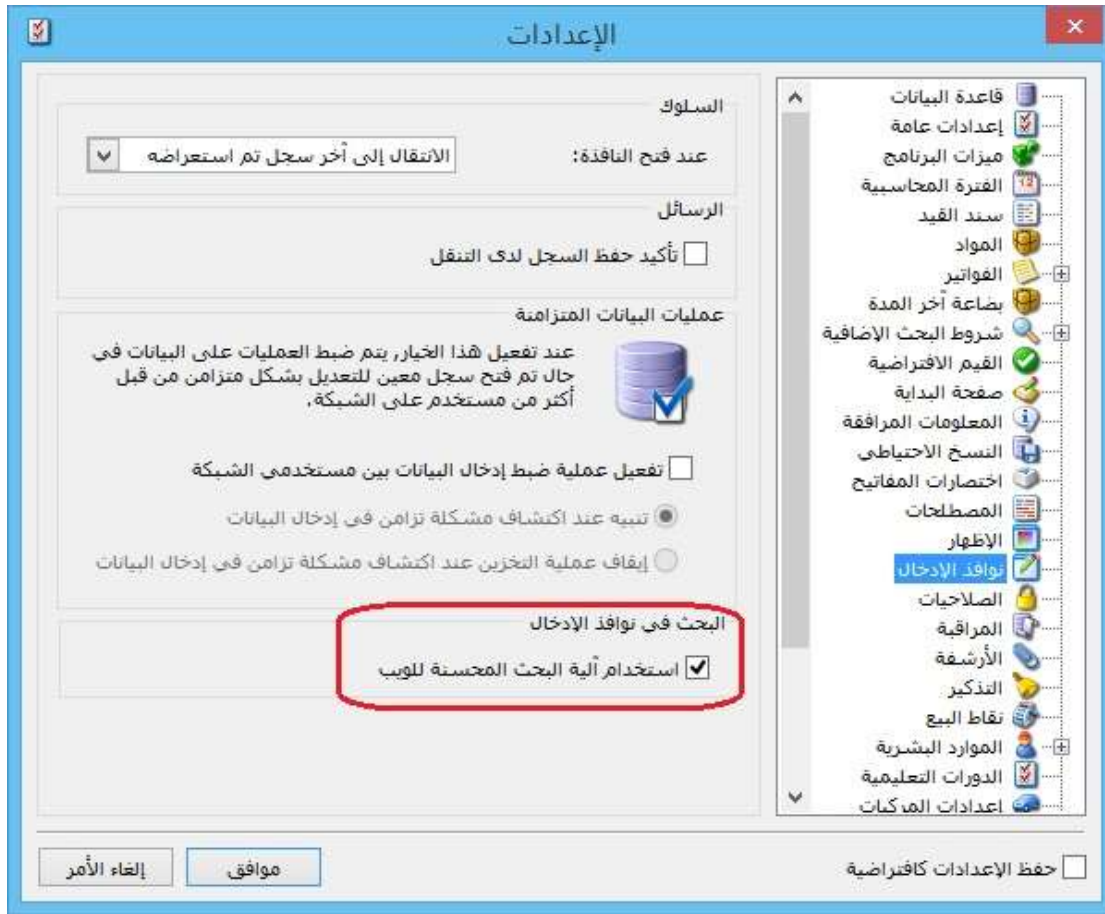 الإعدادات
قاعدة البيانات
إعدادات عامة
ميزات البرنامج
الفترة المحاسبية
سند القيد
المواد
الفواتير
بضاعة آخر المدة
شروط البحث الإضافية
القيم الافتراضية
صفحة البداية
المعلومات المرافقة
النسخ الاحتياطي
اختصارات المفاتيح
المصطلحات
الإظهار
نوافذ الإدخال
الصلاحيات
المراقبة
الأرشفة
التذكير
نقاط البيع
الموارد البشرية
الدورات التعليمية
إعدادات المركبات
السلوك
عند فتح النافذة: الانتقال إلى آخر سجل تم استعراضه
الرسائل
تأكيد حفظ السجل لدى التنقل
عمليات البيانات المتزامنة
عند تفعيل هذا الخيار, يتم ضبط العمليات على البيانات في
حال تم فتح سجل معين للتعديل بشكل متزامن من قبل
أكثر من مستخدم على الشبكة.
تفعيل عملية ضبط إدخال البيانات بين مستخدمي الشبكة
تنبيه عند اكتشاف مشكلة تزامن في إدخال البيانات
إيقاف عملية التخزين عند اكتشاف مشكلة تزامن في إدخال البيانات
البحث في نوافذ الإدخال
استخدام آلية البحث المحسنة للويب
حفظ الإعدادات كافتراضية
موافق
إلغاء الأمر